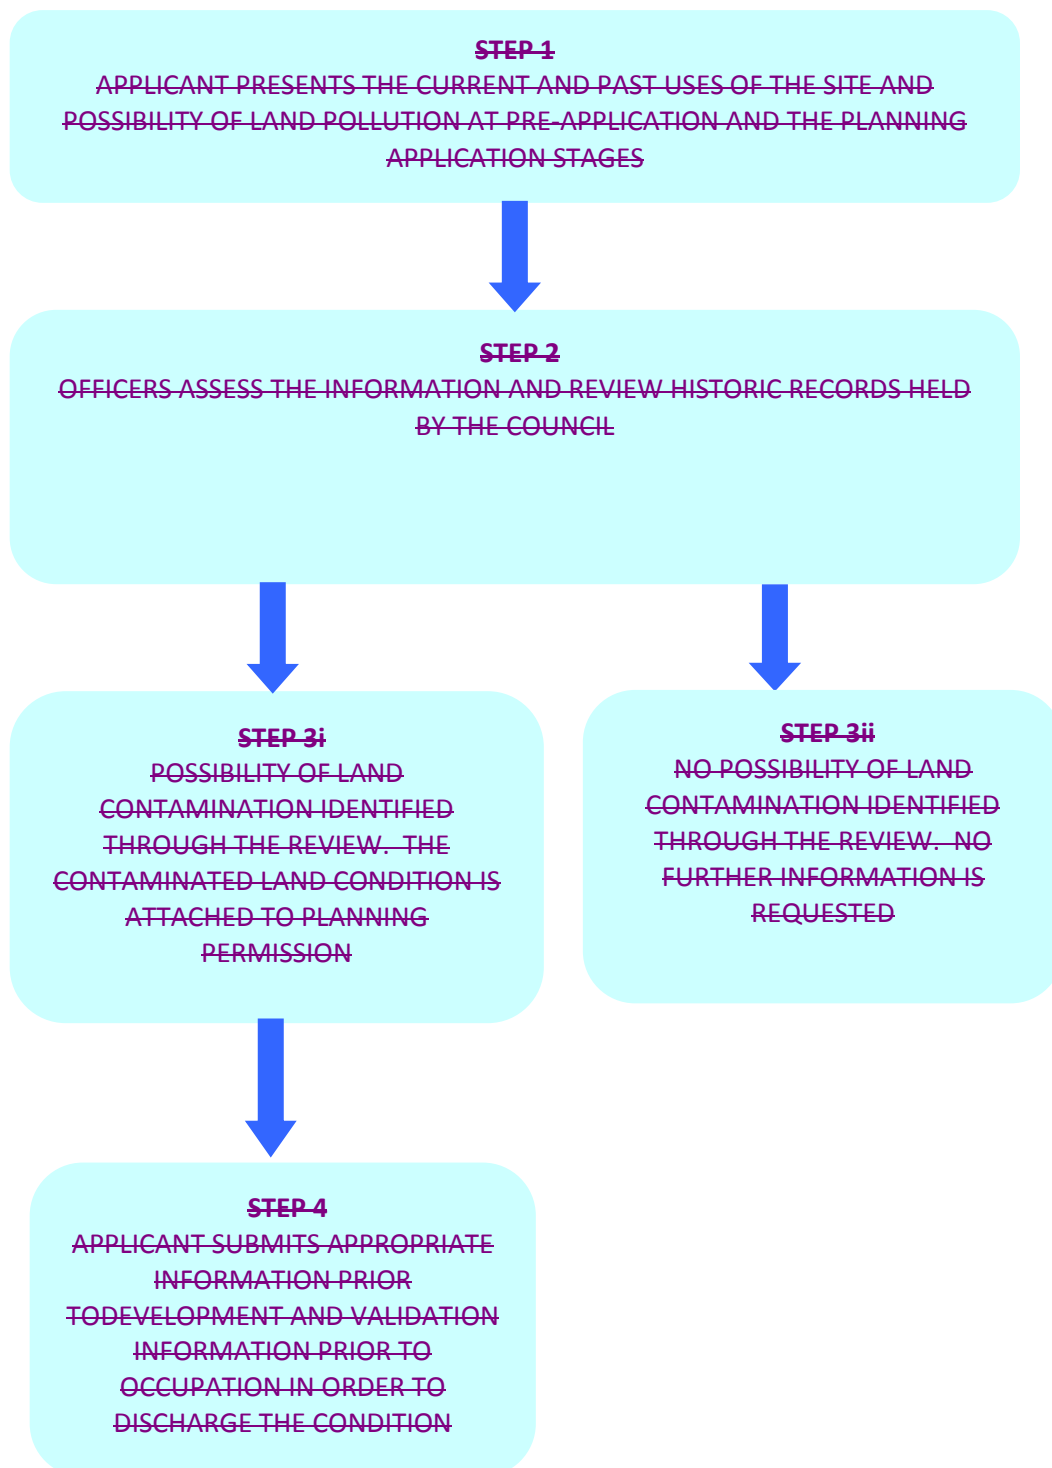 STEP 1
APPLICANT PRESENTS THE CURRENT AND PAST USES OF THE SITE AND
POSSIBILITY OF LAND POLLUTION AT PRE-APPLICATION AND THE PLANNING
APPLICATION STAGES
STEP 2
OFFICERS ASSESS THE INFORMATION AND REVIEW HISTORIC RECORDS HELD
BY THE COUNCIL
STEP 3i
POSSIBILITY OF LAND
CONTAMINATION IDENTIFIED
THROUGH THE REVIEW. THE
CONTAMINATED LAND CONDITION IS
ATTACHED TO PLANNING
PERMISSION
STEP 3ii
NO POSSIBILITY OF LAND
CONTAMINATION IDENTIFIED
THROUGH THE REVIEW. NO
FURTHER INFORMATION IS
REQUESTED
STEP 4
APPLICANT SUBMITS APPROPRIATE
INFORMATION PRIOR
TODEVELOPMENT AND VALIDATION
INFORMATION PRIOR TO
OCCUPATION IN ORDER TO
DISCHARGE THE CONDITION